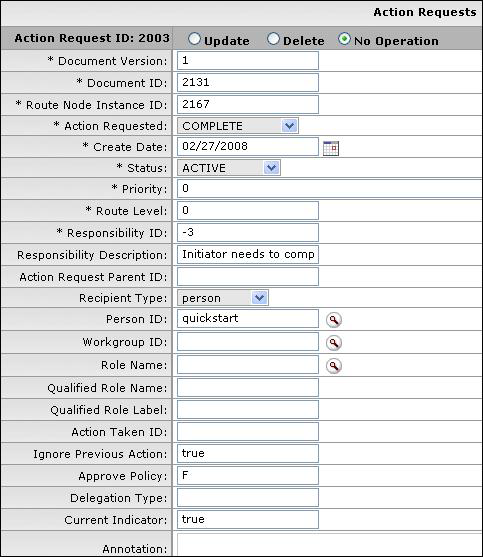 Action Requests
Action Request ID: 2003 Update Delete No Operation
* Document Version: 1
* Document ID: 2131
* Route Node Instance ID: 2167
* Action Requested: COMPLETE
* Create Date: 02/27/2008
* Status: ACTIVE
* Priority: 0
* Route Level: 0
* Responsibility ID: -3
Responsibility Description: Initiator needs to comp
Action Request Parent ID:
Recipient Type: person
Person ID: quickstart
Workgroup ID:
Role Name:
Qualified Role Name:
Qualified Role Label:
Action Taken ID:
Ignore Previous Action: true
Approve Policy: F
Delegation Type:
Current Indicator: true
Annotation: